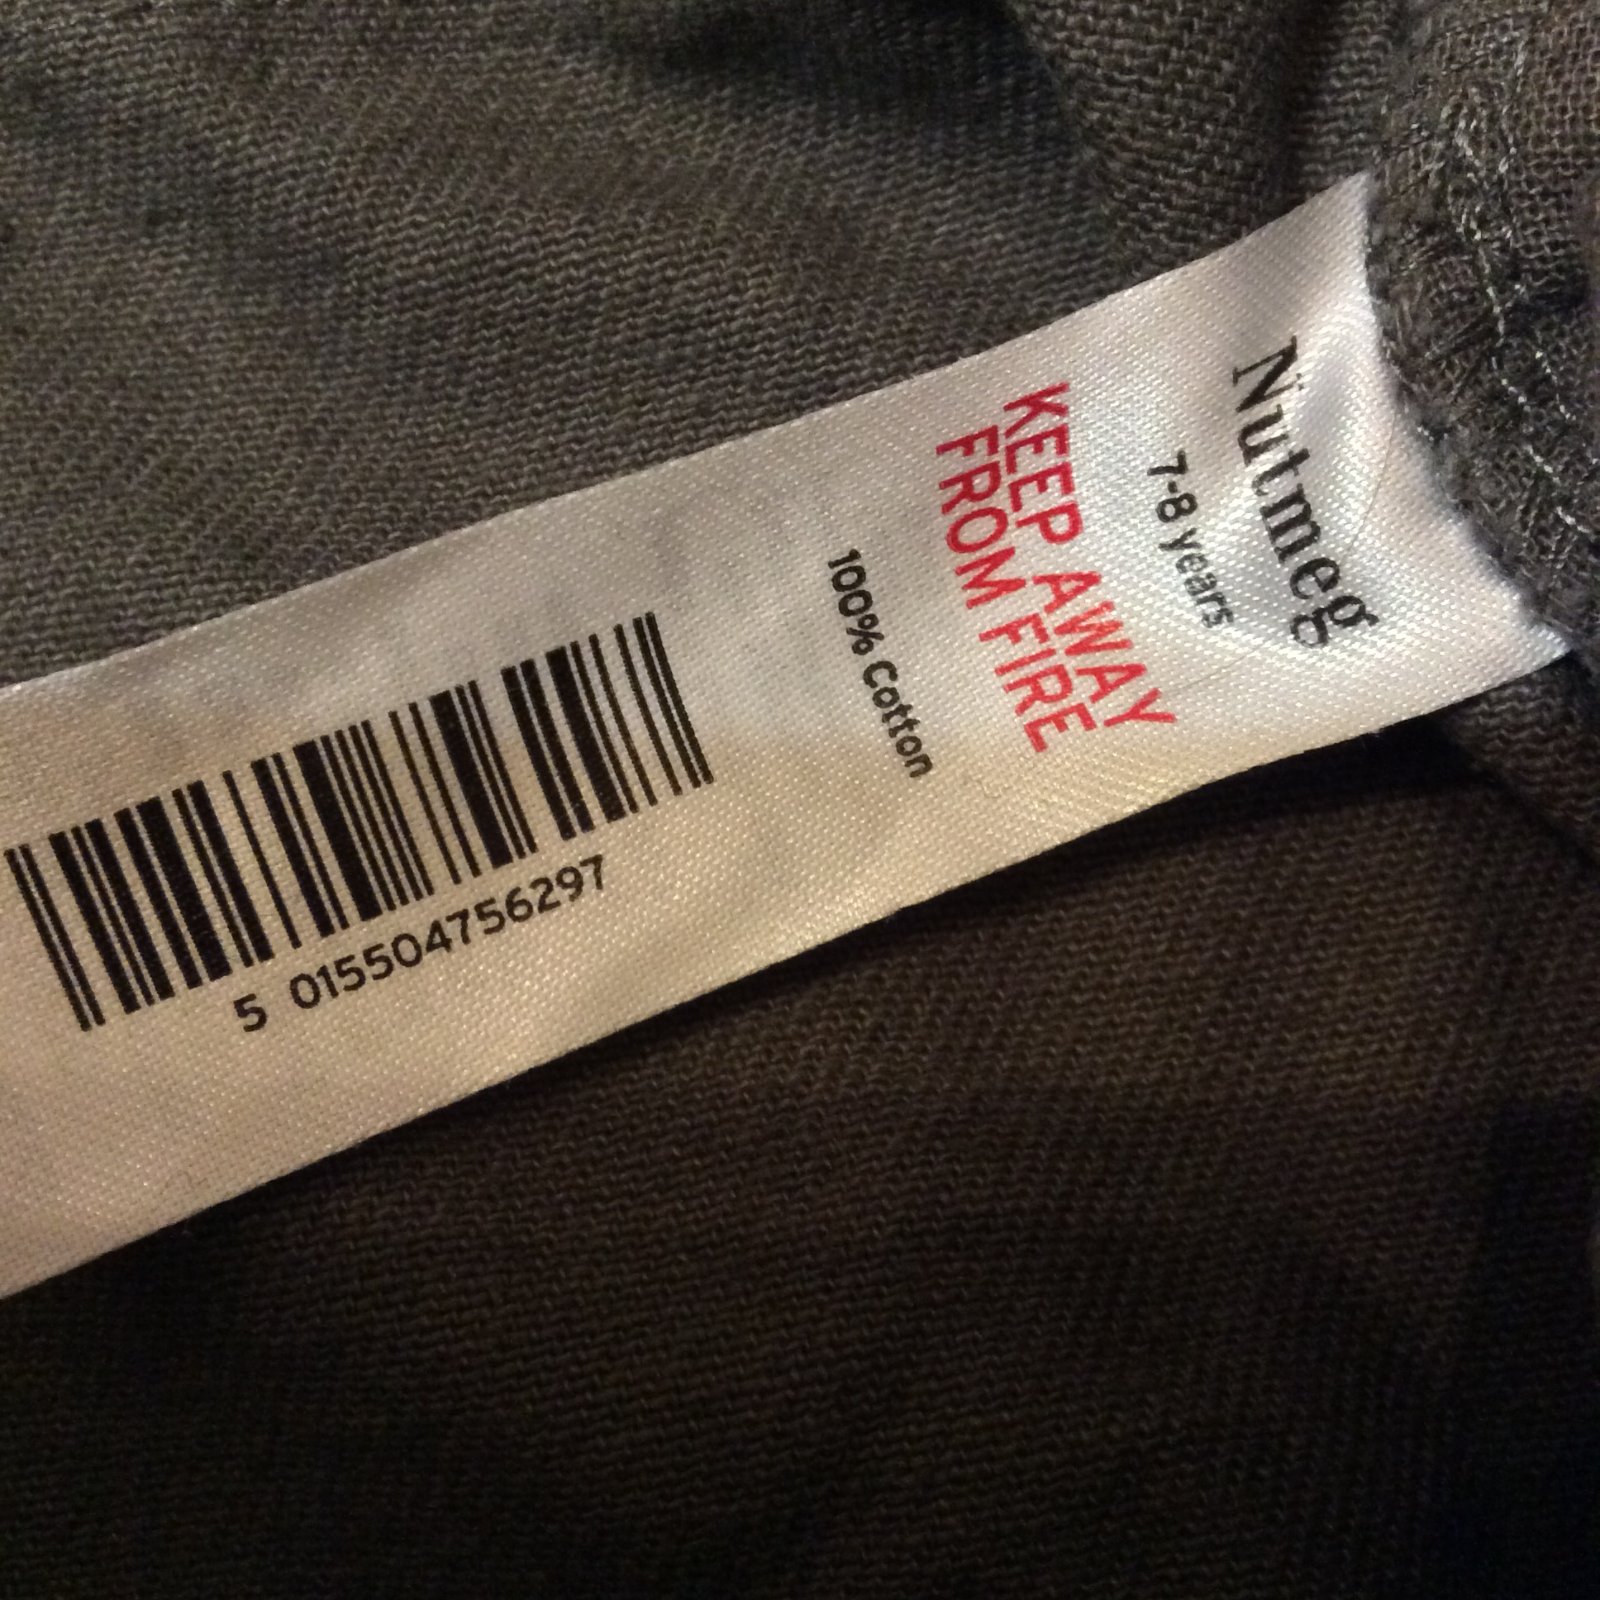 Nutmeg
7-8 years
KEEP AWAY
FROM FIRE
100% Cotton
5 015504756297